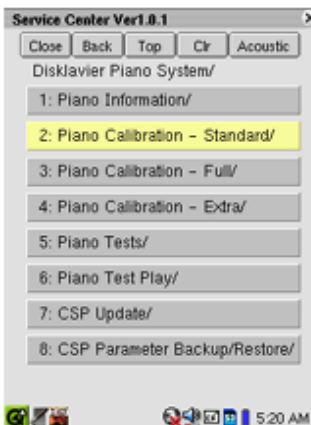 Service Center Ver1.0.1
Close Back Top Clr Acoustic
Disklavier Piano System/
1: Piano Information/
2: Piano Calibration - Standard/
3: Piano Calibration - Full/
4: Piano Calibration - Extra/
5: Piano Tests/
6: Piano Test Play/
7: CSP Update/
8: CSP Parameter Backup/Restore/
5:20 AM